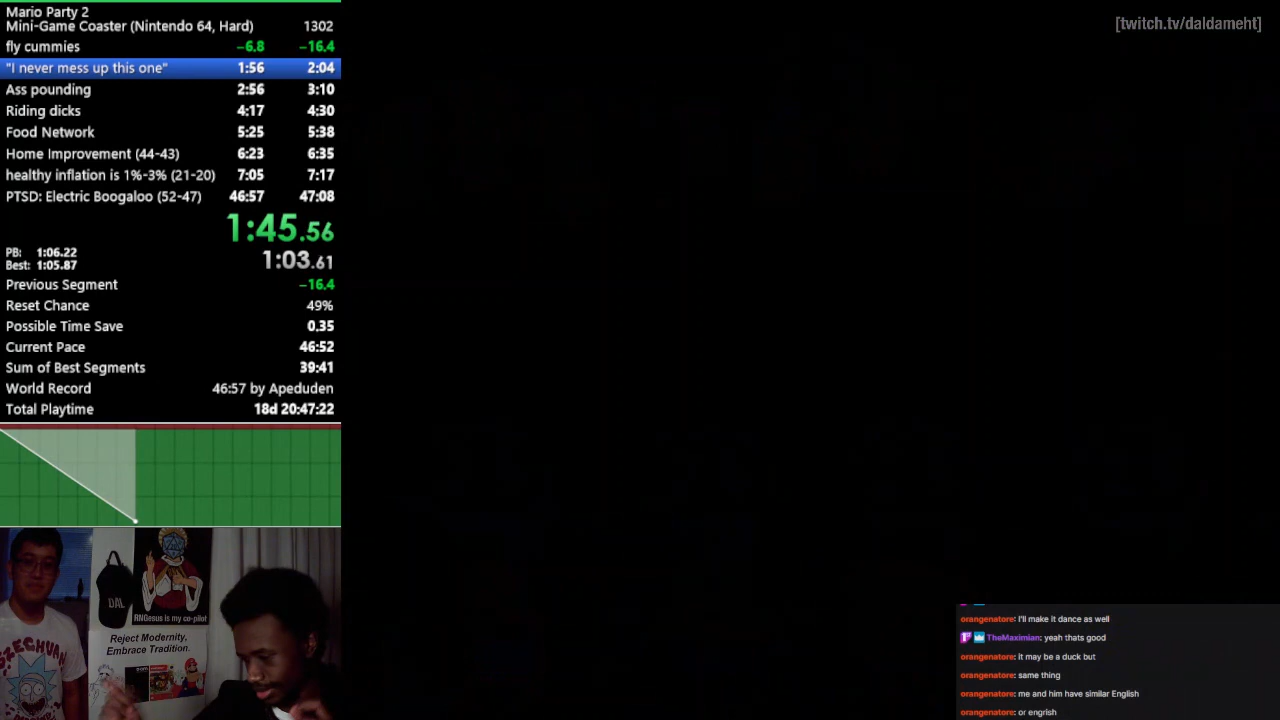 Mario Party 2
Mini-Game Coaster (Nintendo 64, Hard) 1302
fly cummies −6.8 −16.4
"I never mess up this one" 1:56 2:04
Ass pounding 2:56 3:10
Riding dicks 4:17 4:30
Food Network 5:25 5:38
Home Improvement (44-43) 6:23 6:35
healthy inflation is 1%-3% (21-20) 7:05 7:17
PTSD: Electric Boogaloo (52-47) 46:57 47:08
1:45.56
PB: 1:06.22
Best: 1:05.87
1:03.61
Previous Segment −16.4
Reset Chance 49%
Possible Time Save 0.35
Current Pace 46:52
Sum of Best Segments 39:41
World Record 46:57 by Apeduden
Total Playtime 18d 20:47:22
DAL
RNGesus is my co-pilot
Reject Modernity,
Embrace Tradition.
SZECHUAN
[twitch.tv/daldameht]
orangenatore: I'll make it dance as well
TheMaximian: yeah thats good
orangenatore: it may be a duck but
orangenatore: same thing
orangenatore: me and him have similar English
orangenatore: or engrish